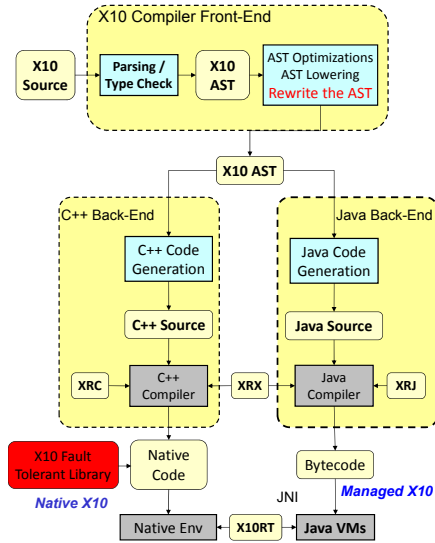 X10 Compiler Front-End
X10
Source
Parsing /
Type Check
X10
AST
AST Optimizations
AST Lowering
Rewrite the AST
X10 AST
C++ Back-End
Java Back-End
C++ Code
Generation
Java Code
Generation
C++ Source
Java Source
XRC
C++
Compiler
XRX
Java
Compiler
XRJ
X10 Fault
Tolerant Library
Native
Code
Bytecode
Native X10
JNI
Managed X10
Native Env
X10RT
Java VMs